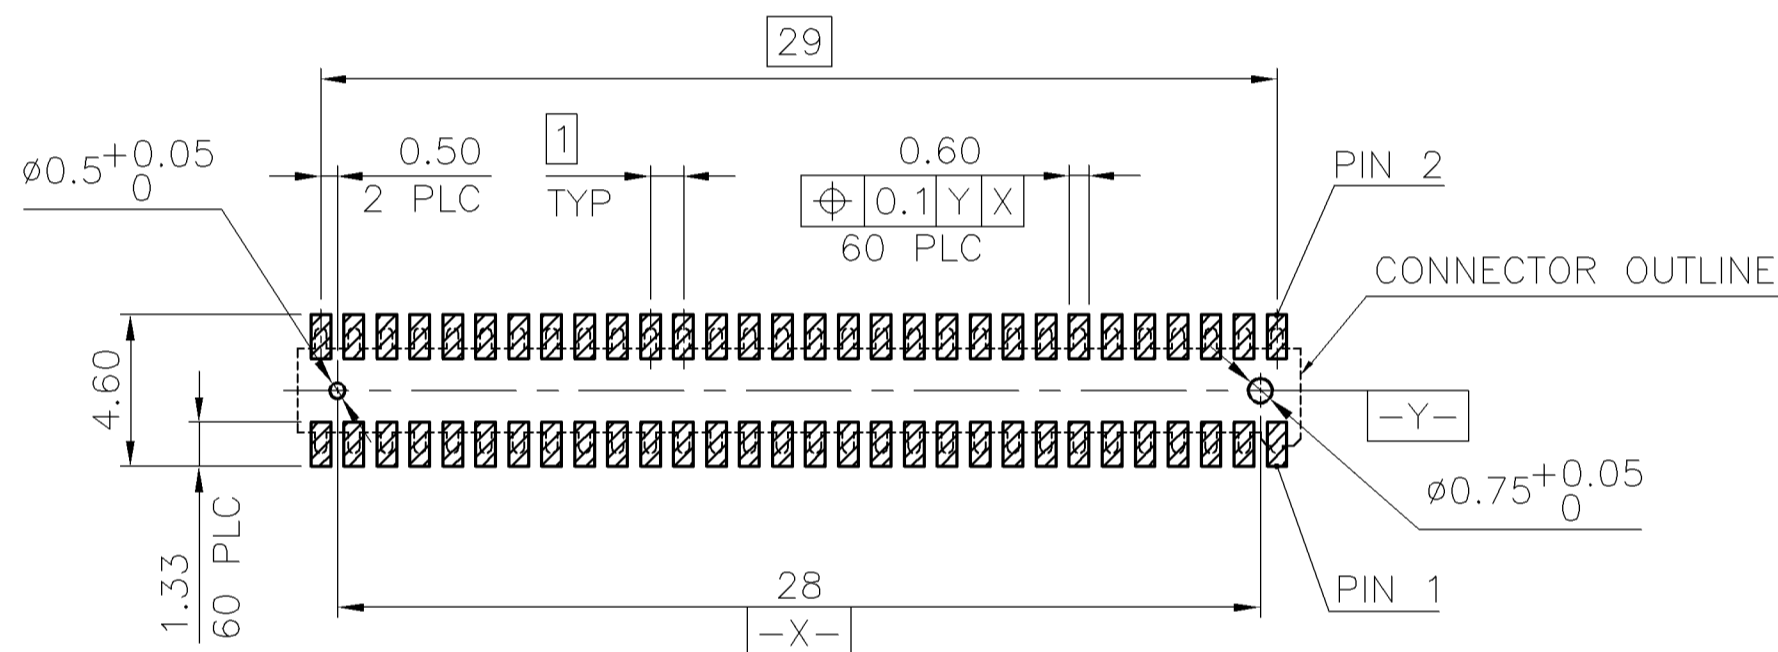 29
ø0.5+0.05
0
0.50
2 PLC
1
TYP
0.60
⌖ 0.1 Y X
60 PLC
PIN 2
CONNECTOR OUTLINE
4.60
1.33
60 PLC
-Y-
ø0.75+0.05
0
28
-X-
PIN 1